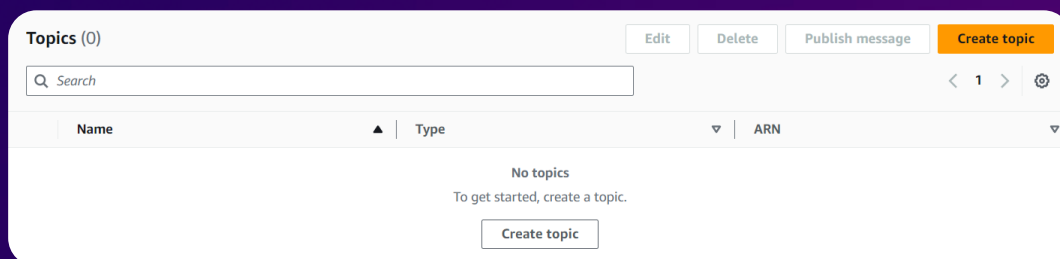 Topics (0)
Edit
Delete
Publish message
Create topic
Search
1
Name
Type
ARN
No topics
To get started, create a topic.
Create topic